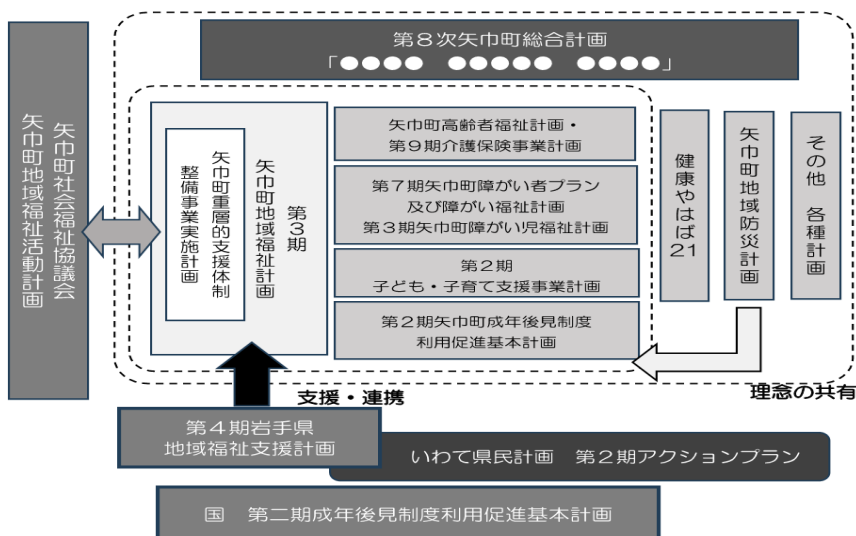 第８次矢巾町総合計画
「●●●●　●●●●●　●●●●」
矢巾町社会福祉協議会
矢巾町地域福祉活動計画
第３期
矢巾町地域福祉計画
矢巾町重層的支援体制
整備事業実施計画
矢巾町高齢者福祉計画・
第９期介護保険事業計画
第７期矢巾町障がい者プラン
及び障がい福祉計画
第３期矢巾町障がい児福祉計画
第２期
子ども・子育て支援事業計画
第２期矢巾町成年後見制度
利用促進基本計画
健康やはば２１
矢巾町地域防災計画
その他　各種計画
支援・連携
理念の共有
第４期岩手県
地域福祉支援計画
いわて県民計画　第２期アクションプラン
国　第二期成年後見制度利用促進基本計画